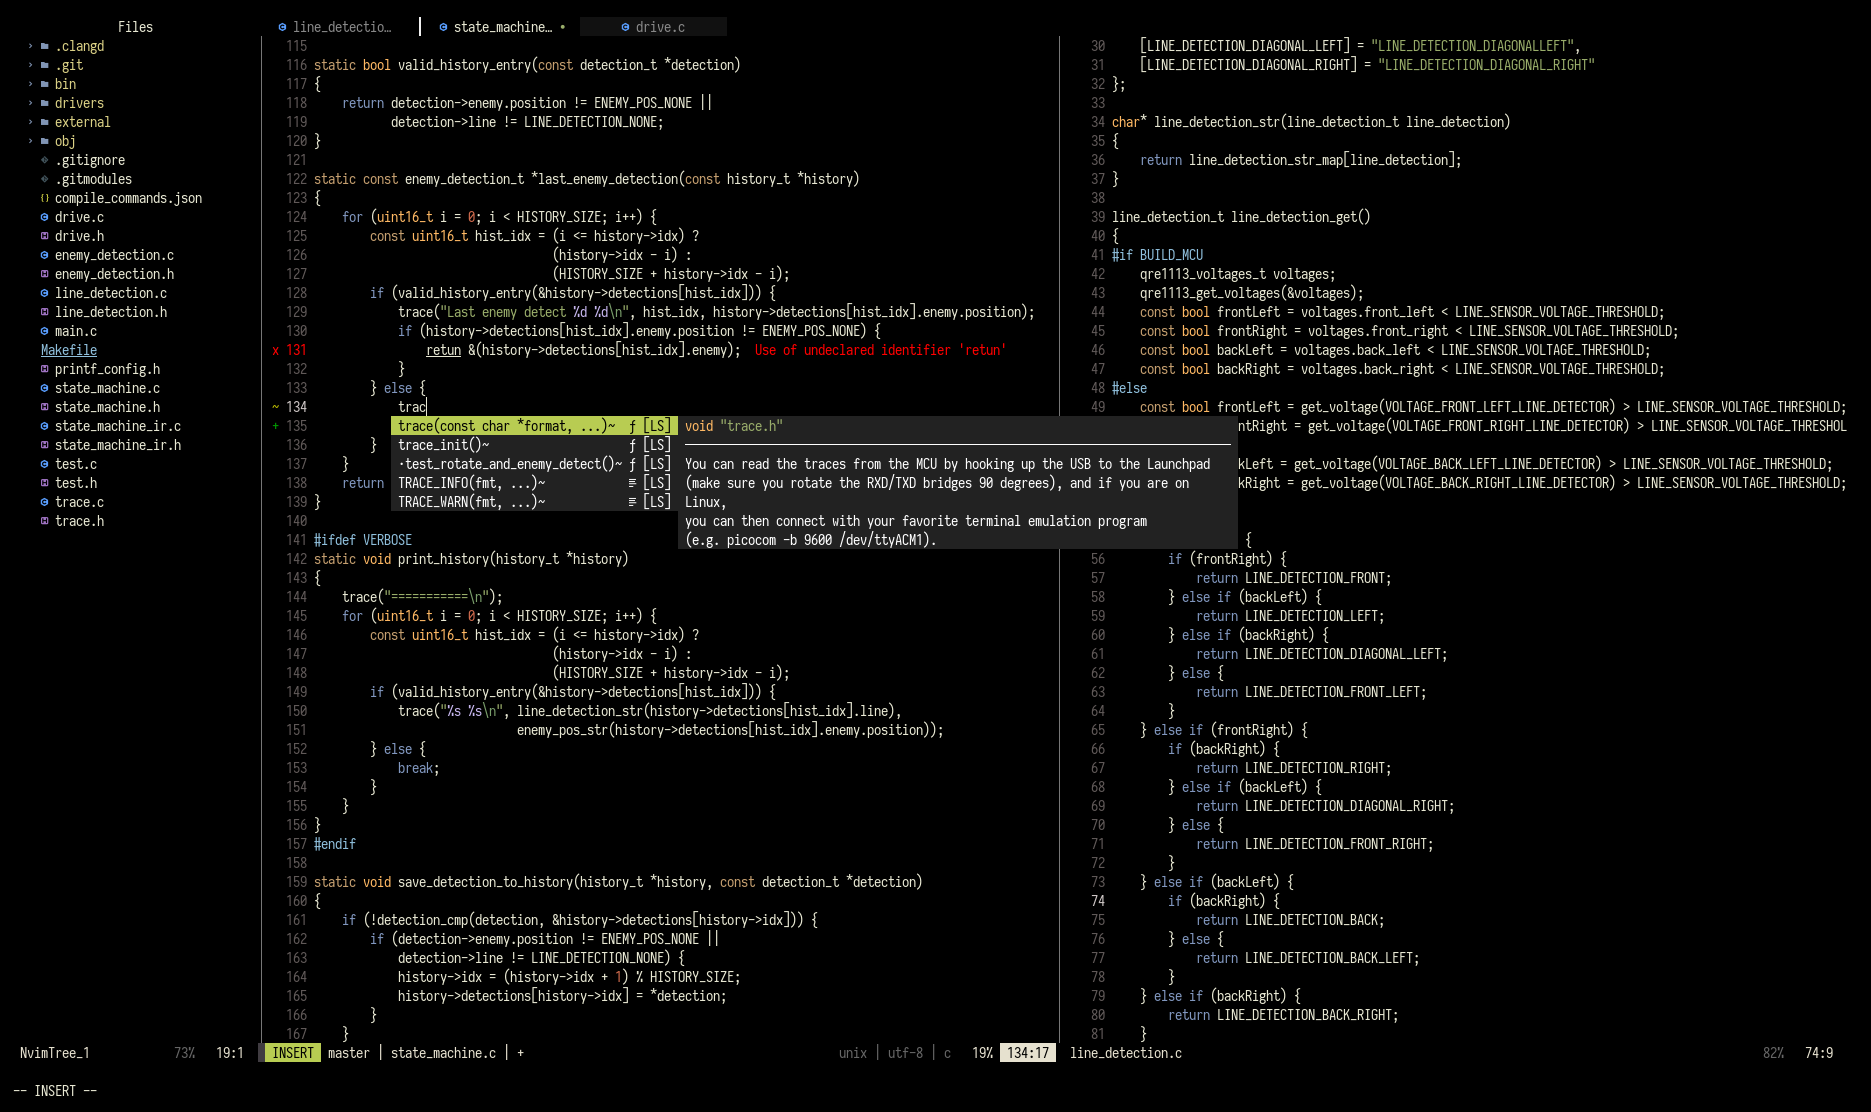 Files
› .clangd
› .git
› bin
› drivers
› external
› obj
.gitignore
.gitmodules
{} compile_commands.json
drive.c
drive.h
enemy_detection.c
enemy_detection.h
line_detection.c
line_detection.h
main.c
Makefile
printf_config.h
state_machine.c
state_machine.h
state_machine_ir.c
state_machine_ir.h
test.c
test.h
trace.c
trace.h
line_detectio…
state_machine… •
drive.c
115
116 static bool valid_history_entry(const detection_t *detection)
117 {
118     return detection->enemy.position != ENEMY_POS_NONE ||
119            detection->line != LINE_DETECTION_NONE;
120 }
121
122 static const enemy_detection_t *last_enemy_detection(const history_t *history)
123 {
124     for (uint16_t i = 0; i < HISTORY_SIZE; i++) {
125         const uint16_t hist_idx = (i <= history->idx) ?
126                                   (history->idx - i) :
127                                   (HISTORY_SIZE + history->idx - i);
128         if (valid_history_entry(&history->detections[hist_idx])) {
129             trace("Last enemy detect %d %d\n", hist_idx, history->detections[hist_idx].enemy.position);
130             if (history->detections[hist_idx].enemy.position != ENEMY_POS_NONE) {
x 131                 retun &(history->detections[hist_idx].enemy);  Use of undeclared identifier 'retun'
132             }
133         } else {
~ 134             trac
+ 135
136         }
137     }
138     return
139 }
140
141 #ifdef VERBOSE
142 static void print_history(history_t *history)
143 {
144     trace("===========\n");
145     for (uint16_t i = 0; i < HISTORY_SIZE; i++) {
146         const uint16_t hist_idx = (i <= history->idx) ?
147                                   (history->idx - i) :
148                                   (HISTORY_SIZE + history->idx - i);
149         if (valid_history_entry(&history->detections[hist_idx])) {
150             trace("%s %s\n", line_detection_str(history->detections[hist_idx].line),
151                              enemy_pos_str(history->detections[hist_idx].enemy.position));
152         } else {
153             break;
154         }
155     }
156 }
157 #endif
158
159 static void save_detection_to_history(history_t *history, const detection_t *detection)
160 {
161     if (!detection_cmp(detection, &history->detections[history->idx])) {
162         if (detection->enemy.position != ENEMY_POS_NONE ||
163             detection->line != LINE_DETECTION_NONE) {
164             history->idx = (history->idx + 1) % HISTORY_SIZE;
165             history->detections[history->idx] = *detection;
166         }
167     }
trace(const char *format, ...)~ ƒ [LS]
trace_init()~ ƒ [LS]
·test_rotate_and_enemy_detect()~ ƒ [LS]
TRACE_INFO(fmt, ...)~ [LS]
TRACE_WARN(fmt, ...)~ [LS]
void "trace.h"
You can read the traces from the MCU by hooking up the USB to the Launchpad
(make sure you rotate the RXD/TXD bridges 90 degrees), and if you are on
Linux,
you can then connect with your favorite terminal emulation program
(e.g. picocom -b 9600 /dev/ttyACM1).
30     [LINE_DETECTION_DIAGONAL_LEFT] = "LINE_DETECTION_DIAGONALLEFT",
31     [LINE_DETECTION_DIAGONAL_RIGHT] = "LINE_DETECTION_DIAGONAL_RIGHT"
32 };
33
34 char* line_detection_str(line_detection_t line_detection)
35 {
36     return line_detection_str_map[line_detection];
37 }
38
39 line_detection_t line_detection_get()
40 {
41 #if BUILD_MCU
42     qre1113_voltages_t voltages;
43     qre1113_get_voltages(&voltages);
44     const bool frontLeft = voltages.front_left < LINE_SENSOR_VOLTAGE_THRESHOLD;
45     const bool frontRight = voltages.front_right < LINE_SENSOR_VOLTAGE_THRESHOLD;
46     const bool backLeft = voltages.back_left < LINE_SENSOR_VOLTAGE_THRESHOLD;
47     const bool backRight = voltages.back_right < LINE_SENSOR_VOLTAGE_THRESHOLD;
48 #else
49     const bool frontLeft = get_voltage(VOLTAGE_FRONT_LEFT_LINE_DETECTOR) > LINE_SENSOR_VOLTAGE_THRESHOLD;
ntRight = get_voltage(VOLTAGE_FRONT_RIGHT_LINE_DETECTOR) > LINE_SENSOR_VOLTAGE_THRESHOL
kLeft = get_voltage(VOLTAGE_BACK_LEFT_LINE_DETECTOR) > LINE_SENSOR_VOLTAGE_THRESHOLD;
kRight = get_voltage(VOLTAGE_BACK_RIGHT_LINE_DETECTOR) > LINE_SENSOR_VOLTAGE_THRESHOLD;
{
56         if (frontRight) {
57             return LINE_DETECTION_FRONT;
58         } else if (backLeft) {
59             return LINE_DETECTION_LEFT;
60         } else if (backRight) {
61             return LINE_DETECTION_DIAGONAL_LEFT;
62         } else {
63             return LINE_DETECTION_FRONT_LEFT;
64         }
65     } else if (frontRight) {
66         if (backRight) {
67             return LINE_DETECTION_RIGHT;
68         } else if (backLeft) {
69             return LINE_DETECTION_DIAGONAL_RIGHT;
70         } else {
71             return LINE_DETECTION_FRONT_RIGHT;
72         }
73     } else if (backLeft) {
74         if (backRight) {
75             return LINE_DETECTION_BACK;
76         } else {
77             return LINE_DETECTION_BACK_LEFT;
78         }
79     } else if (backRight) {
80         return LINE_DETECTION_BACK_RIGHT;
81     }
NvimTree_1 73% 19:1 INSERT master | state_machine.c | + unix | utf-8 | c 19% 134:17 line_detection.c 82% 74:9
-- INSERT --